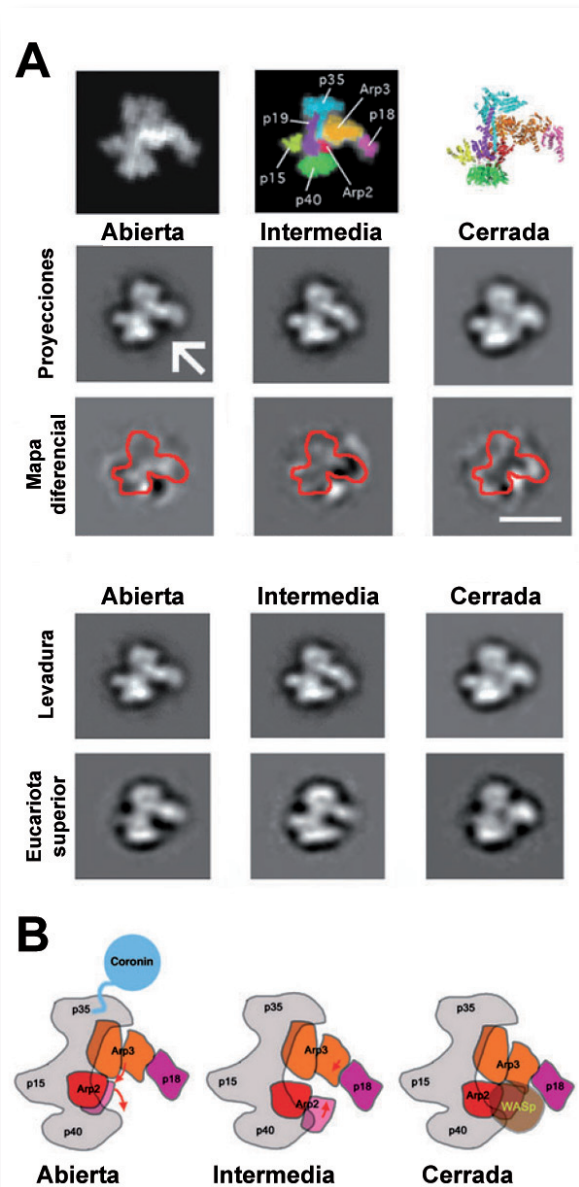 A
p35
Arp3
p19
p18
p15
p40
Arp2
Abierta Intermedia Cerrada
Proyecciones
Mapa
diferencial
Abierta Intermedia Cerrada
Levadura
Eucariota
superior
B
Coronin
p35
Arp3
p15
Arp2
p18
p40
p35
Arp3
p15
p18
Arp2
p40
p35
Arp3
p15
p18
Arp2
WASp
p40
Abierta Intermedia Cerrada